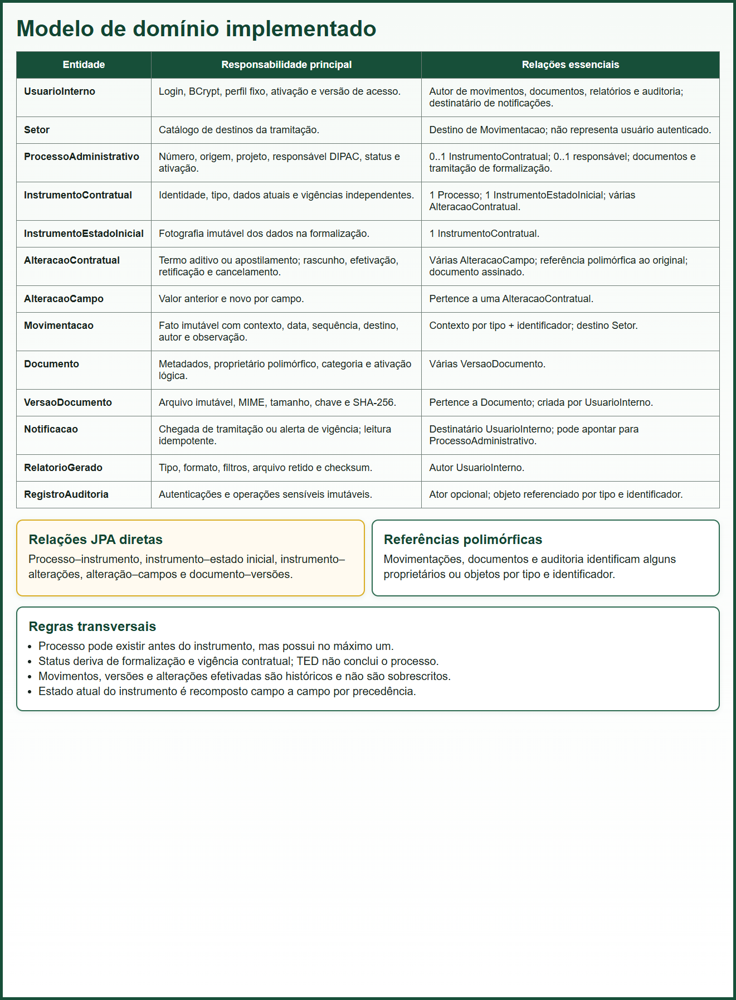 Modelo de domínio implementado
Entidade
Responsabilidade principal
Relações essenciais
UsuarioInterno
Login, BCrypt, perfil fixo, ativação e versão de acesso.
Autor de movimentos, documentos, relatórios e auditoria;
destinatário de notificações.
Setor
Catálogo de destinos da tramitação.
Destino de Movimentacao; não representa usuário autenticado.
ProcessoAdministrativo
Número, origem, projeto, responsável DIPAC, status e
ativação.
0..1 InstrumentoContratual; 0..1 responsável; documentos e
tramitação de formalização.
InstrumentoContratual
Identidade, tipo, dados atuais e vigências independentes.
1 Processo; 1 InstrumentoEstadoInicial; várias
AlteracaoContratual.
InstrumentoEstadoInicial
Fotografia imutável dos dados na formalização.
1 InstrumentoContratual.
AlteracaoContratual
Termo aditivo ou apostilamento; rascunho, efetivação,
retificação e cancelamento.
Várias AlteracaoCampo; referência polimórfica ao original;
documento assinado.
AlteracaoCampo
Valor anterior e novo por campo.
Pertence a uma AlteracaoContratual.
Movimentacao
Fato imutável com contexto, data, sequência, destino,
autor e observação.
Contexto por tipo + identificador; destino Setor.
Documento
Metadados, proprietário polimórfico, categoria e ativação
lógica.
Várias VersaoDocumento.
VersaoDocumento
Arquivo imutável, MIME, tamanho, chave e SHA-256.
Pertence a Documento; criada por UsuarioInterno.
Notificacao
Chegada de tramitação ou alerta de vigência; leitura
idempotente.
Destinatário UsuarioInterno; pode apontar para
ProcessoAdministrativo.
RelatorioGerado
Tipo, formato, filtros, arquivo retido e checksum.
Autor UsuarioInterno.
RegistroAuditoria
Autenticações e operações sensíveis imutáveis.
Ator opcional; objeto referenciado por tipo e identificador.
Relações JPA diretas
Processo–instrumento, instrumento–estado inicial, instrumento–
alterações, alteração–campos e documento–versões.
Referências polimórficas
Movimentações, documentos e auditoria identificam alguns
proprietários ou objetos por tipo e identificador.
Regras transversais
• Processo pode existir antes do instrumento, mas possui no máximo um.
• Status deriva de formalização e vigência contratual; TED não conclui o processo.
• Movimentos, versões e alterações efetivadas são históricos e não são sobrescritos.
• Estado atual do instrumento é recomposto campo a campo por precedência.